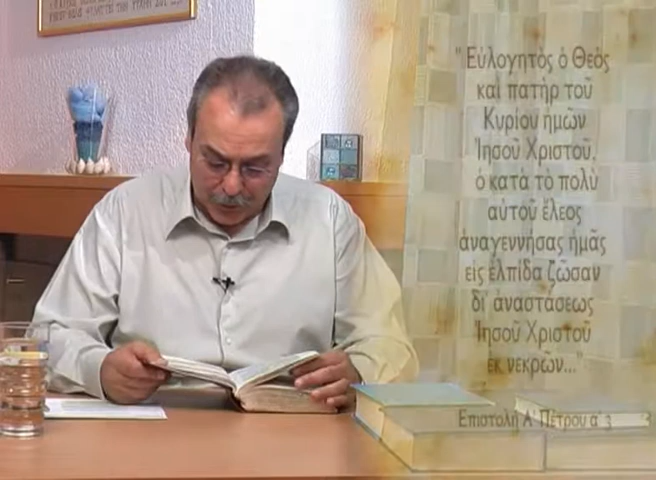 " Εὐλογητὸς ὁ Θεὸς
καὶ πατὴρ τοῦ
Κυρίου ἡμῶν
Ἰησοῦ Χριστοῦ,
ὁ κατὰ τὸ πολὺ
αὐτοῦ ἔλεος
ἀναγεννήσας ἡμᾶς
εἰς ἐλπίδα ζῶσαν
δι' ἀναστάσεως
Ἰησοῦ Χριστοῦ
ἐκ νεκρῶν..."
Επιστολὴ Α΄ Πέτρου α΄ 3